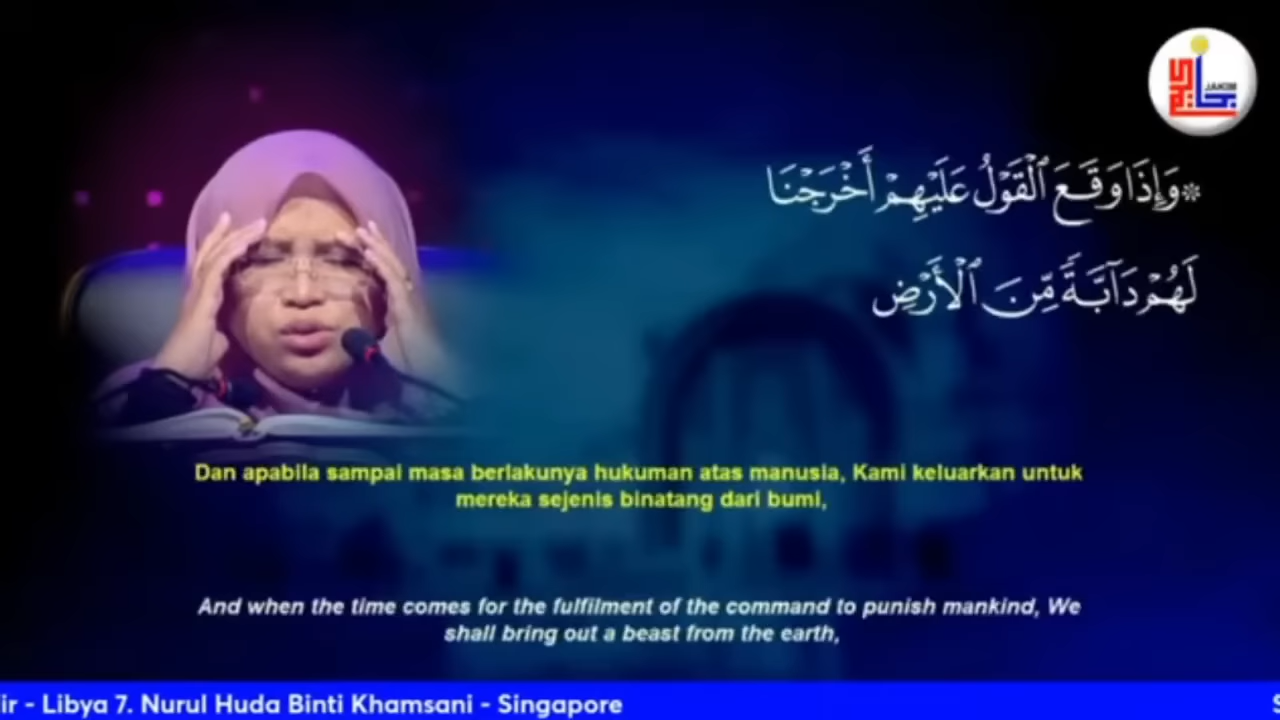 JAKIM
۞وَإِذَا وَقَعَ ٱلْقَوْلُ عَلَيْهِمْ أَخْرَجْنَا
لَهُمْ دَآبَّةً مِّنَ ٱلْأَرْضِ
Dan apabila sampai masa berlakunya hukuman atas manusia, Kami keluarkan untuk
mereka sejenis binatang dari bumi,
And when the time comes for the fulfilment of the command to punish mankind, We
shall bring out a beast from the earth,
ir - Libya 7. Nurul Huda Binti Khamsani - Singapore